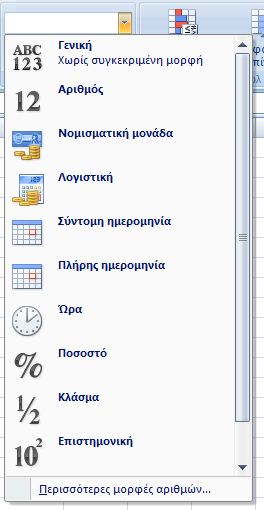 ABC
123
Γενική
Χωρίς συγκεκριμένη μορφή
12
Αριθμός
Νομισματική μονάδα
Λογιστική
Σύντομη ημερομηνία
Πλήρης ημερομηνία
Ώρα
%
Ποσοστό
½
Κλάσμα
10²
Επιστημονική
Περισσότερες μορφές αριθμών...